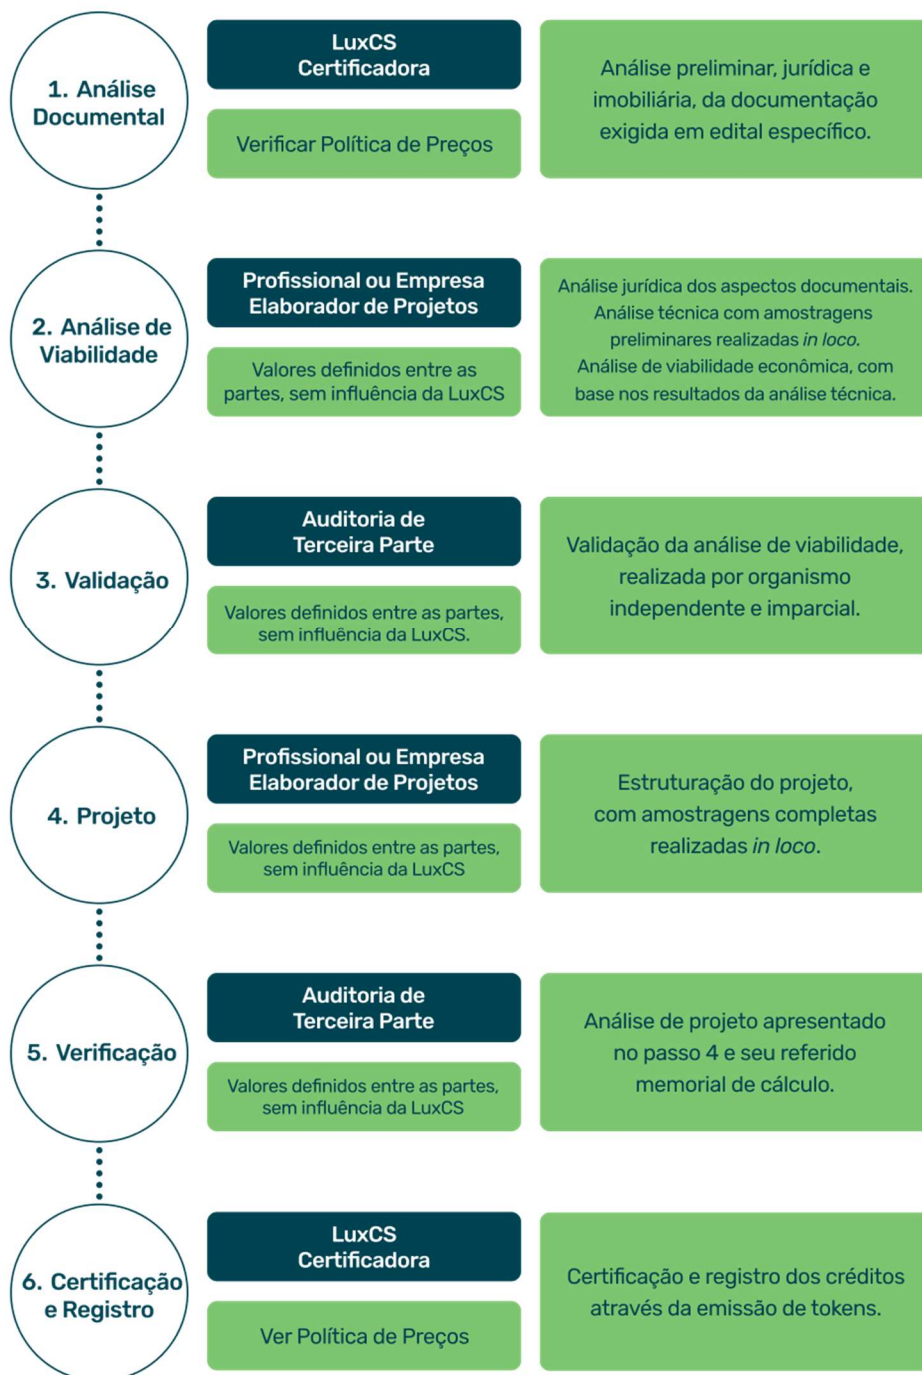 1. Análise
Documental
LuxCS
Certificadora
Verificar Política de Preços
Análise preliminar, jurídica e
imobiliária, da documentação
exigida em edital específico.
2. Análise de
Viabilidade
Profissional ou Empresa
Elaborador de Projetos
Valores definidos entre as
partes, sem influência da LuxCS
Análise jurídica dos aspectos documentais.
Análise técnica com amostragens
preliminares realizadas in loco.
Análise de viabilidade econômica, com
base nos resultados da análise técnica.
3. Validação
Auditoria de
Terceira Parte
Valores definidos entre as partes,
sem influência da LuxCS.
Validação da análise de viabilidade,
realizada por organismo
independente e imparcial.
4. Projeto
Profissional ou Empresa
Elaborador de Projetos
Valores definidos entre as partes,
sem influência da LuxCS
Estruturação do projeto,
com amostragens completas
realizadas in loco.
5. Verificação
Auditoria de
Terceira Parte
Valores definidos entre as partes,
sem influência da LuxCS
Análise de projeto apresentado
no passo 4 e seu referido
memorial de cálculo.
6. Certificação
e Registro
LuxCS
Certificadora
Ver Política de Preços
Certificação e registro dos créditos
através da emissão de tokens.